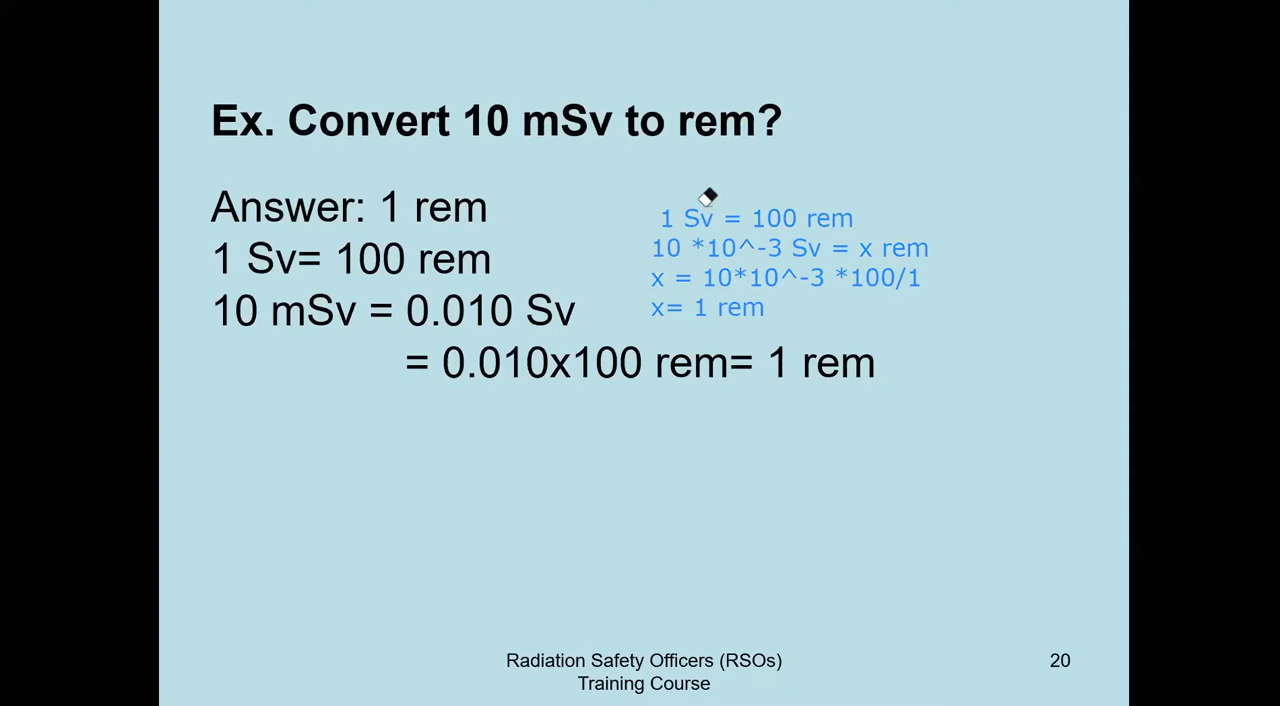 Ex. Convert 10 mSv to rem?
Answer: 1 rem
1 Sv= 100 rem
10 mSv = 0.010 Sv
= 0.010x100 rem= 1 rem
1 Sv = 100 rem
10 *10^-3 Sv = x rem
x = 10*10^-3 *100/1
x= 1 rem
Radiation Safety Officers (RSOs)
Training Course
20